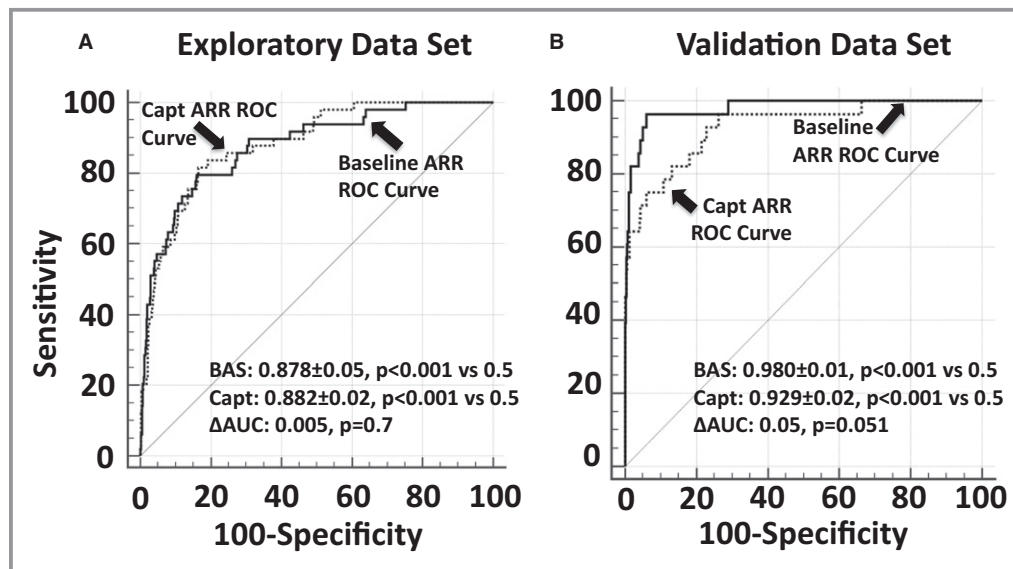 A Exploratory Data Set
100
80
60
40
20
0
Sensitivity
Capt ARR ROC
Curve
Baseline ARR
ROC Curve
BAS: 0.878±0.05, p<0.001 vs 0.5
Capt: 0.882±0.02, p<0.001 vs 0.5
ΔAUC: 0.005, p=0.7
0 20 40 60 80 100
100-Specificity
B Validation Data Set
100
80
60
40
20
0
Baseline
ARR ROC Curve
Capt ARR
ROC Curve
BAS: 0.980±0.01, p<0.001 vs 0.5
Capt: 0.929±0.02, p<0.001 vs 0.5
ΔAUC: 0.05, p=0.051
0 20 40 60 80 100
100-Specificity